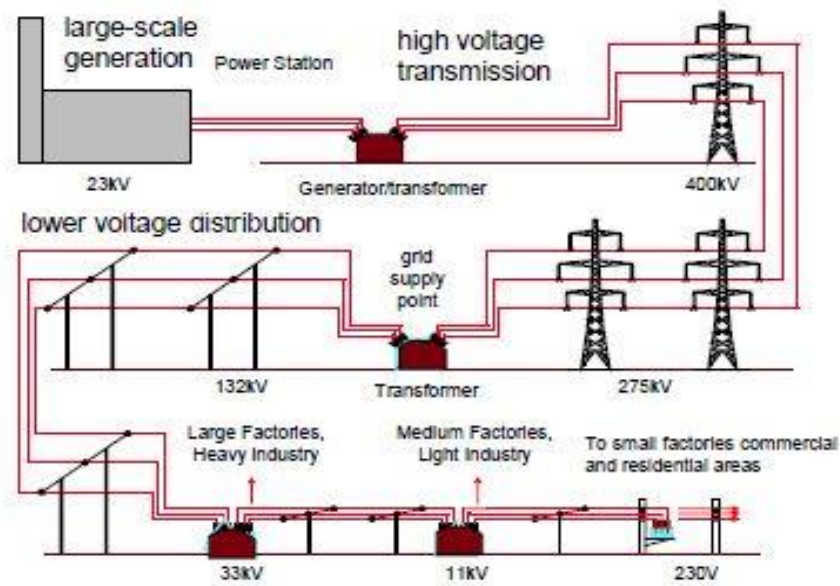 large-scale
generation
Power Station
high voltage
transmission
23kV
Generator/transformer
400kV
lower voltage distribution
grid
supply
point
132kV
Transformer
275kV
Large Factories,
Heavy Industry
Medium Factories,
Light Industry
To small factories commercial
and residential areas
33kV
11kV
230V